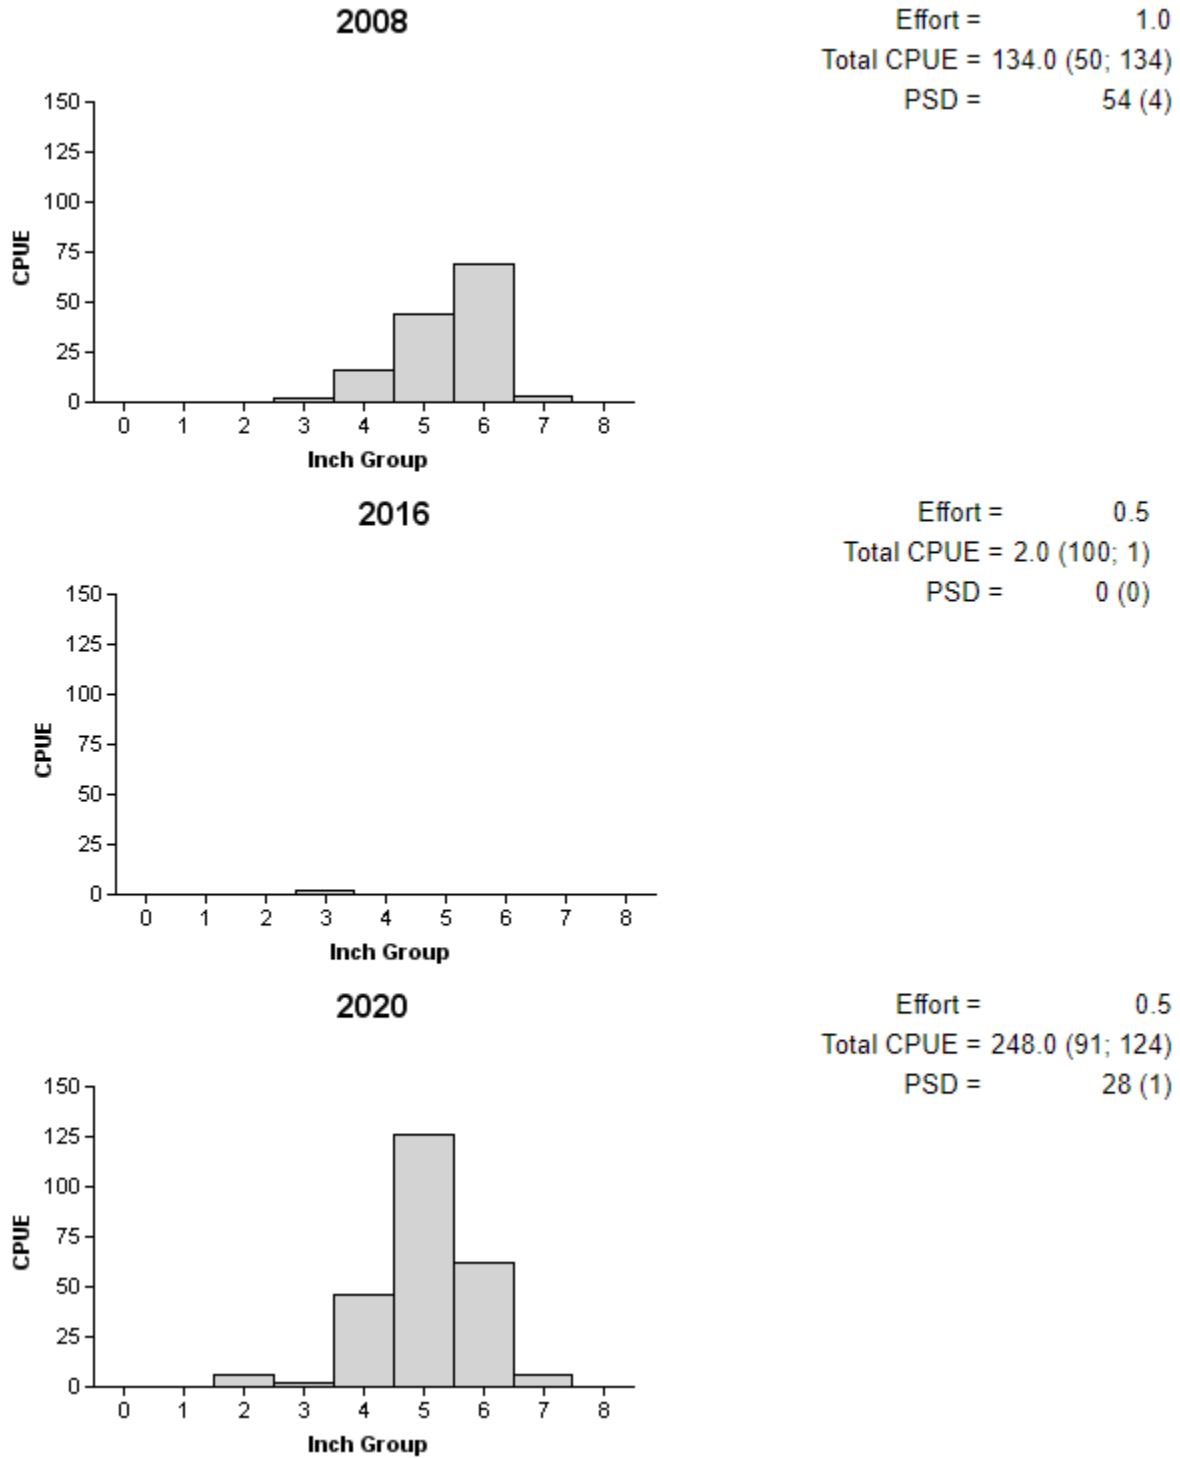 2008
Effort = 1.0
Total CPUE = 134.0 (50; 134)
PSD = 54 (4)
150
125
100
75
50
25
0
CPUE
0 1 2 3 4 5 6 7 8
Inch Group
2016
Effort = 0.5
Total CPUE = 2.0 (100; 1)
PSD = 0 (0)
150
125
100
75
50
25
0
CPUE
0 1 2 3 4 5 6 7 8
Inch Group
2020
Effort = 0.5
Total CPUE = 248.0 (91; 124)
PSD = 28 (1)
150
125
100
75
50
25
0
CPUE
0 1 2 3 4 5 6 7 8
Inch Group